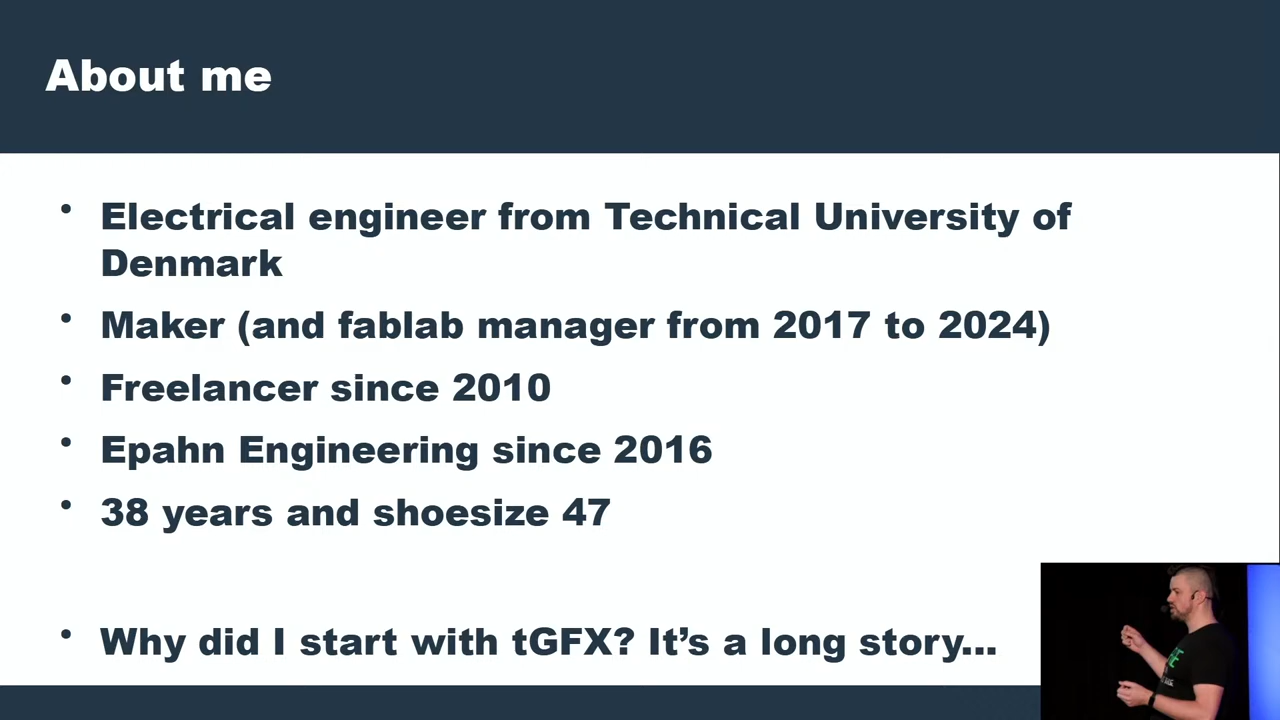 About me
• Electrical engineer from Technical University of
Denmark
• Maker (and fablab manager from 2017 to 2024)
• Freelancer since 2010
• Epahn Engineering since 2016
• 38 years and shoesize 47
• Why did I start with tGFX? It’s a long story...